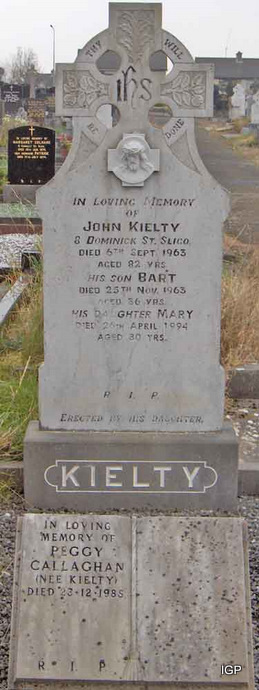 THY
WILL
BE
DONE
ihs
IN LOVING MEMORY
OF
JOHN KIELTY
8 DOMINICK ST. SLIGO.
DIED 6TH SEPT 1963
AGED 82 YRS.
HIS SON BART
DIED 25TH NOV. 1963
AGED 36 YRS.
HIS DAUGHTER MARY
DIED 26TH APRIL 1994
AGED 80 YRS.
R. I. P.
ERECTED BY HIS DAUGHTER.
KIELTY
IN LOVING
MEMORY OF
PEGGY
CALLAGHAN
(NEE KIELTY)
DIED 23-12-1985
R. I. P.
IGP